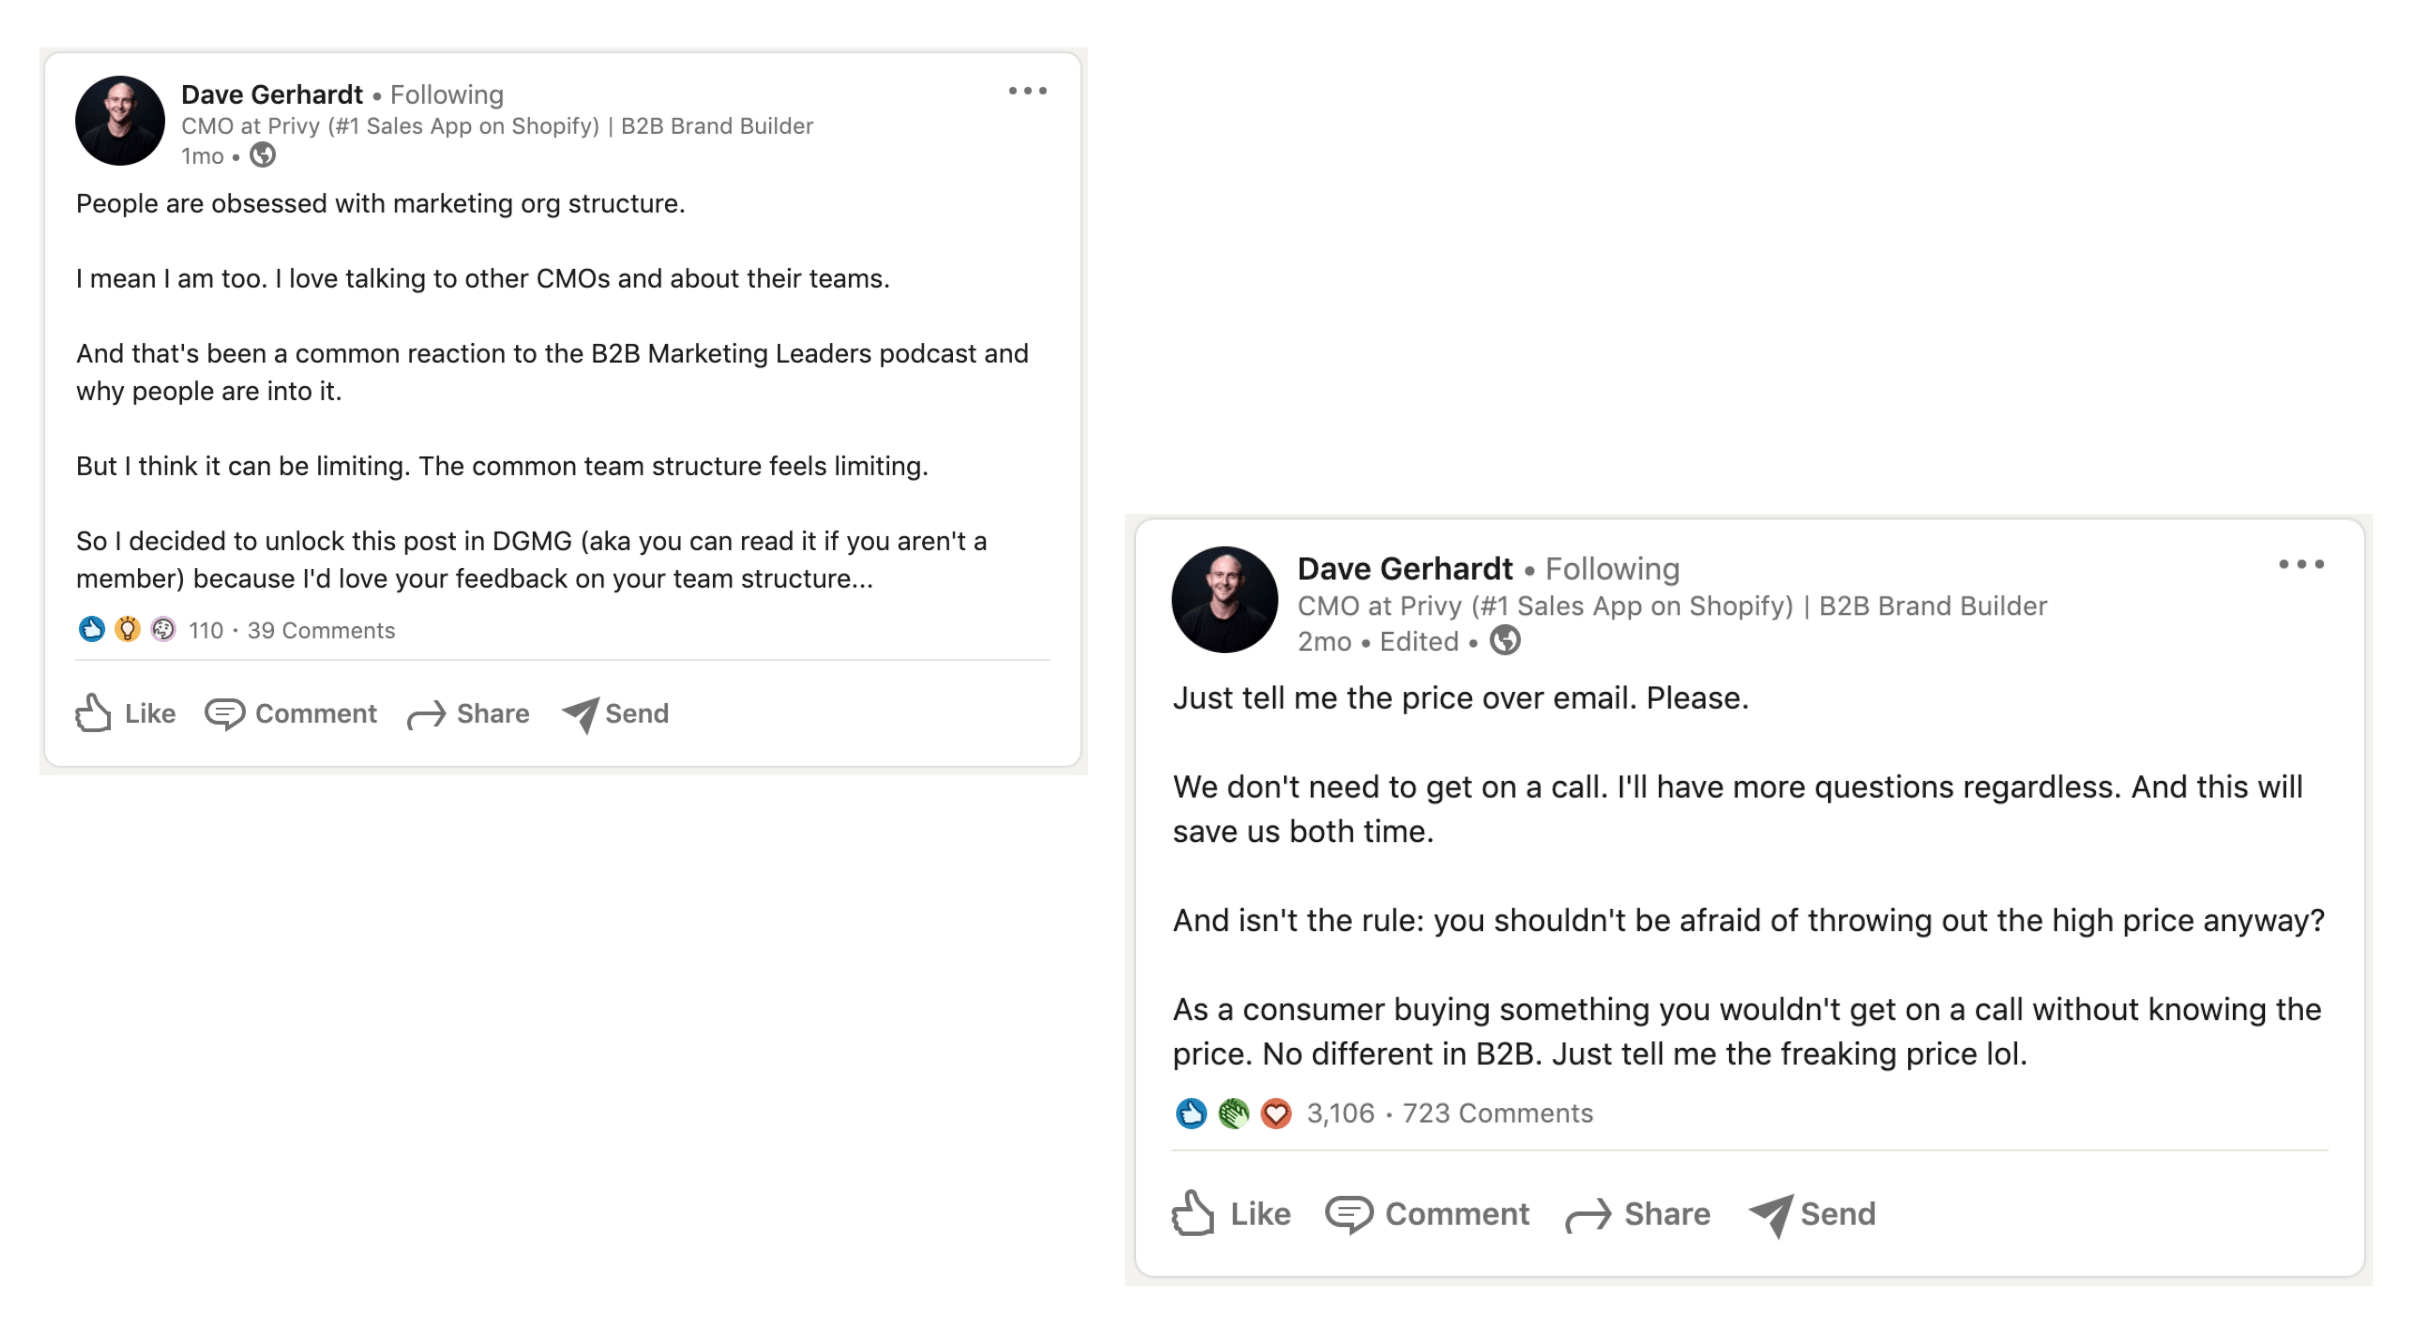 Dave Gerhardt • Following
CMO at Privy (#1 Sales App on Shopify) | B2B Brand Builder
1mo •
People are obsessed with marketing org structure.
I mean I am too. I love talking to other CMOs and about their teams.
And that's been a common reaction to the B2B Marketing Leaders podcast and
why people are into it.
But I think it can be limiting. The common team structure feels limiting.
So I decided to unlock this post in DGMG (aka you can read it if you aren't a
member) because I'd love your feedback on your team structure...
110 · 39 Comments
Like Comment Share Send
Dave Gerhardt • Following
CMO at Privy (#1 Sales App on Shopify) | B2B Brand Builder
2mo • Edited •
Just tell me the price over email. Please.
We don't need to get on a call. I'll have more questions regardless. And this will
save us both time.
And isn't the rule: you shouldn't be afraid of throwing out the high price anyway?
As a consumer buying something you wouldn't get on a call without knowing the
price. No different in B2B. Just tell me the freaking price lol.
3,106 · 723 Comments
Like Comment Share Send